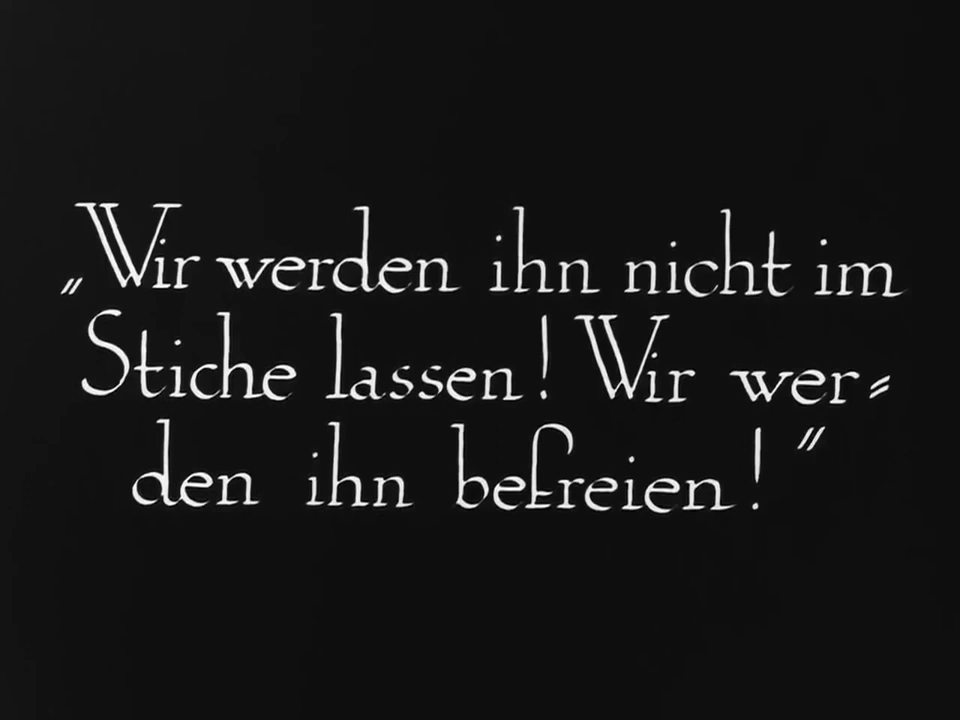 „Wir werden ihn nicht im
Stiche lassen! Wir wer⸗
den ihn befreien!"